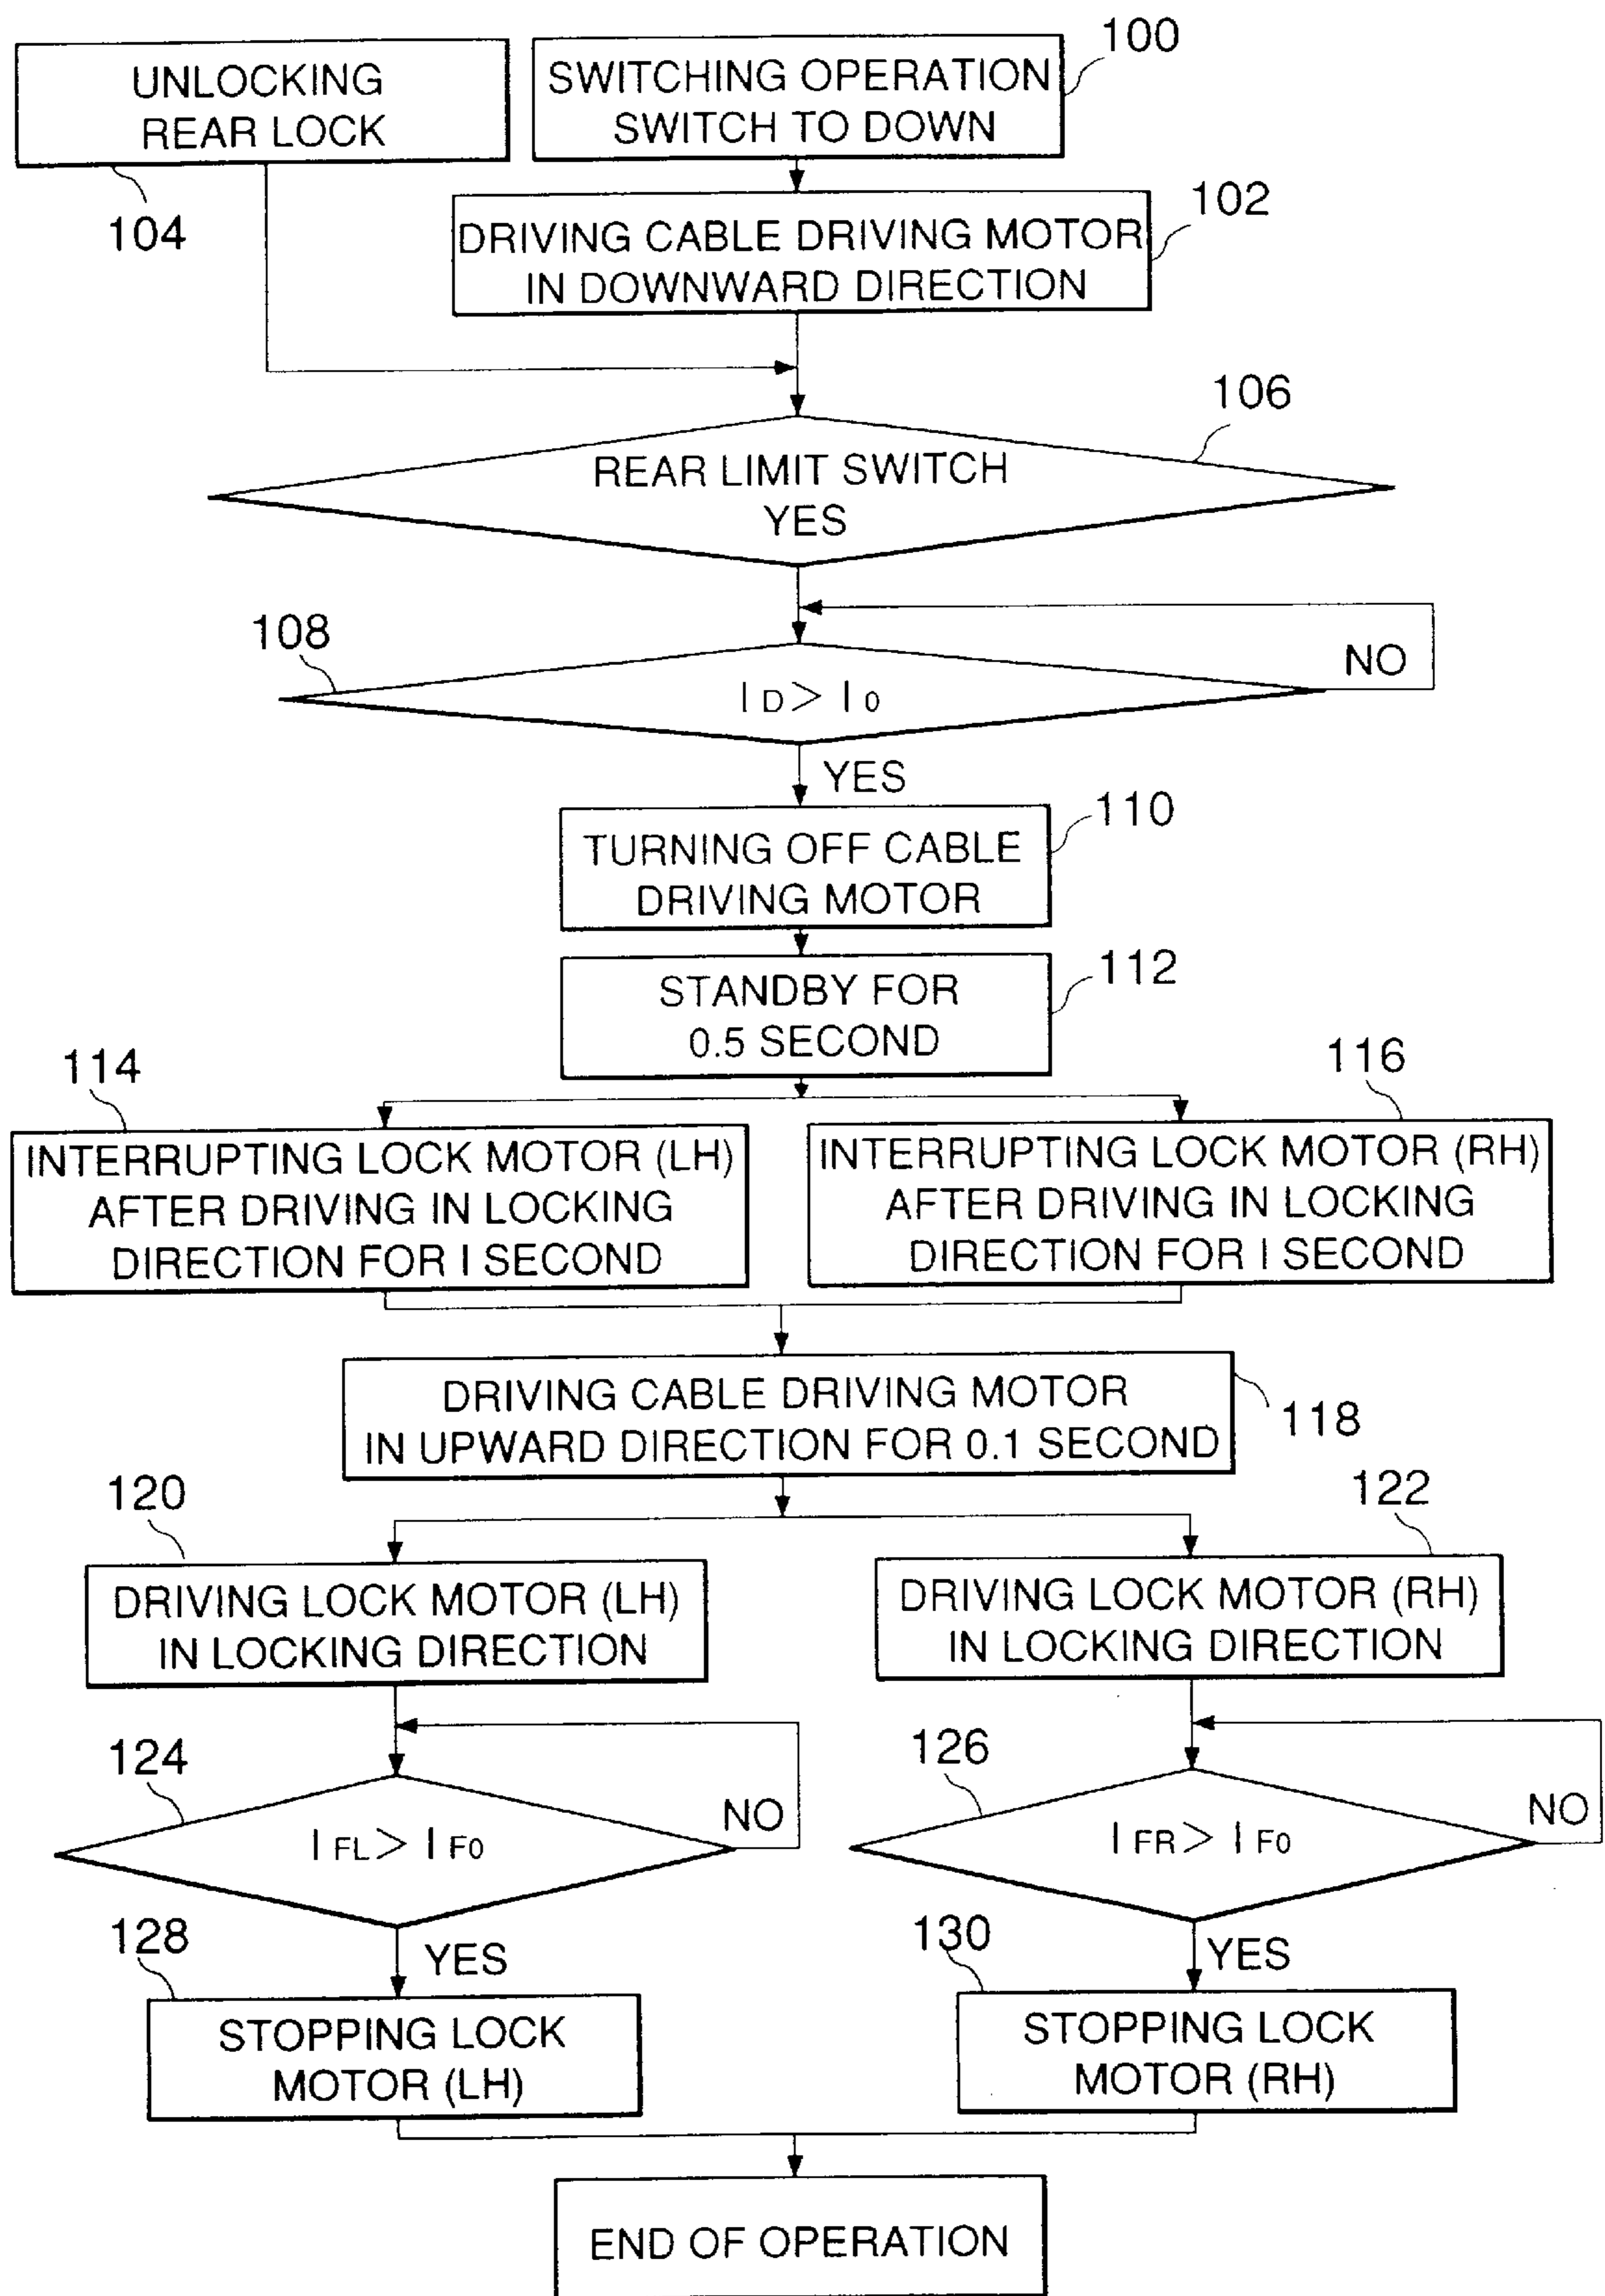 100
UNLOCKING
REAR LOCK
SWITCHING OPERATION
SWITCH TO DOWN
104
102
DRIVING CABLE DRIVING MOTOR
IN DOWNWARD DIRECTION
106
REAR LIMIT SWITCH
YES
108
NO
I D > I 0
YES
110
TURNING OFF CABLE
DRIVING MOTOR
112
STANDBY FOR
0.5 SECOND
114
116
INTERRUPTING LOCK MOTOR (LH)
AFTER DRIVING IN LOCKING
DIRECTION FOR I SECOND
INTERRUPTING LOCK MOTOR (RH)
AFTER DRIVING IN LOCKING
DIRECTION FOR I SECOND
DRIVING CABLE DRIVING MOTOR
IN UPWARD DIRECTION FOR 0.1 SECOND
118
120
122
DRIVING LOCK MOTOR (LH)
IN LOCKING DIRECTION
DRIVING LOCK MOTOR (RH)
IN LOCKING DIRECTION
124
126
NO
NO
I FL > I F0
I FR > I F0
128
YES
130
YES
STOPPING LOCK
MOTOR (LH)
STOPPING LOCK
MOTOR (RH)
END OF OPERATION